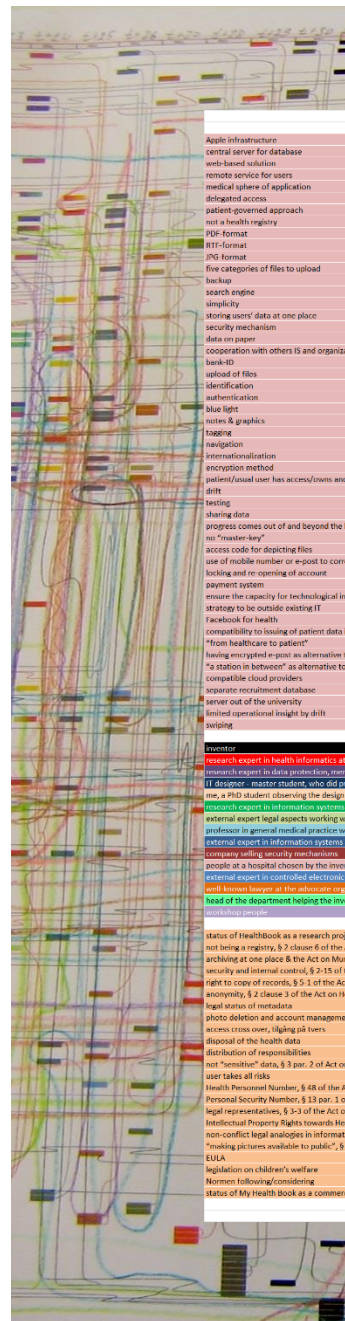 Apple infrastructure
central server for database
web-based solution
remote service for users
medical sphere of application
delegated access
patient-governed approach
not a health registry
PDF-format
RTF-format
JPG-format
five categories of files to upload
backup
search engine
simplicity
storing users' data at one place
security mechanism
data on paper
cooperation with others IS and organiza
bank-ID
upload of files
identification
authentication
blue light
notes & graphics
tagging
navigation
internationalization
encryption method
patient/usual user has access/owns and
drift
testing
sharing data
progress comes out of and beyond the
no "master-key"
access code for depicting files
use of mobile number or e-post to corr
locking and re-opening of account
payment system
ensure the capacity for technological in
strategy to be outside existing IT
Facebook for health
compatibility to issuing of patient data
"from healthcare to patient"
having encrypted e-post as alternative t
"a station in between" as alternative to
compatible cloud providers
separate recruitment database
server out of the university
limited operational insight by drift
swiping
inventor
research expert in health informatics at
research expert in data protection, mem
IT designer - master student, who did pr
me, a PhD student observing the design
research expert in information systems
external expert legal aspects working w
professor in general medical practice w
external expert in information systems
company selling security mechanisms
people at a hospital chosen by the inve
external expert in controlled electronic
well-known lawyer at the advocate org
head of the department helping the inv
workshop people
status of HealthBook as a research proj
not being a registry, § 2 clause 6 of the
archiving at one place & the Act on Mun
security and internal control, § 2-15 of t
right to copy of records, § 5-1 of the Ac
anonymity, § 2 clause 3 of the Act on H
legal status of metadata
photo deletion and account manageme
access cross over, tilgång på tvers
disposal of the health data
distribution of responsibilities
not "sensitive" data, § 3 par. 2 of Act o
user takes all risks
Health Personnel Number, § 48 of the A
Personal Security Number, § 13 par. 1 o
legal representatives, § 3-3 of the Act o
Intellectual Property Rights towards He
non-conflict legal analogies in informat
"making pictures available to public", §
EULA
legislation on children's welfare
Normen following/considering
status of My Health Book as a commer